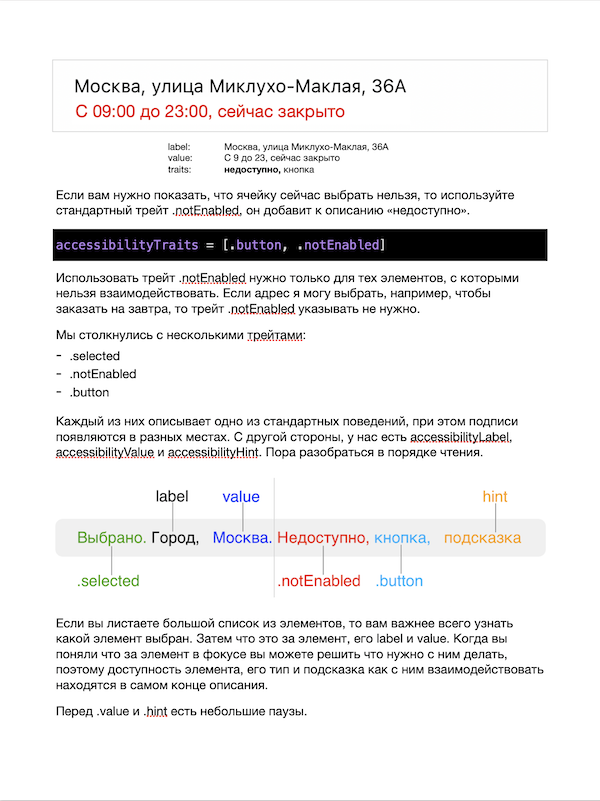 Москва, улица Миклухо-Маклая, 36А
С 09:00 до 23:00, сейчас закрыто
label: Москва, улица Миклухо-Маклая, 36А
value: С 9 до 23, сейчас закрыто
traits: недоступно, кнопка
Если вам нужно показать, что ячейку сейчас выбрать нельзя, то используйте
стандартный трейт .notEnabled, он добавит к описанию «недоступно».
accessibilityTraits = [.button, .notEnabled]
Использовать трейт .notEnabled нужно только для тех элементов, с которыми
нельзя взаимодействовать. Если адрес я могу выбрать, например, чтобы
заказать на завтра, то трейт .notEnabled указывать не нужно.
Мы столкнулись с несколькими трейтами:
- .selected
- .notEnabled
- .button
Каждый из них описывает одно из стандартных поведений, при этом подписи
появляются в разных местах. С другой стороны, у нас есть accessibilityLabel,
accessibilityValue и accessibilityHint. Пора разобраться в порядке чтения.
label value hint
Выбрано. Город, Москва. Недоступно, кнопка, подсказка
.selected .notEnabled .button
Если вы листаете большой список из элементов, то вам важнее всего узнать
какой элемент выбран. Затем что это за элемент, его label и value. Когда вы
поняли что за элемент в фокусе вы можете решить что нужно с ним делать,
поэтому доступность элемента, его тип и подсказка как с ним взаимодействовать
находятся в самом конце описания.
Перед .value и .hint есть небольшие паузы.